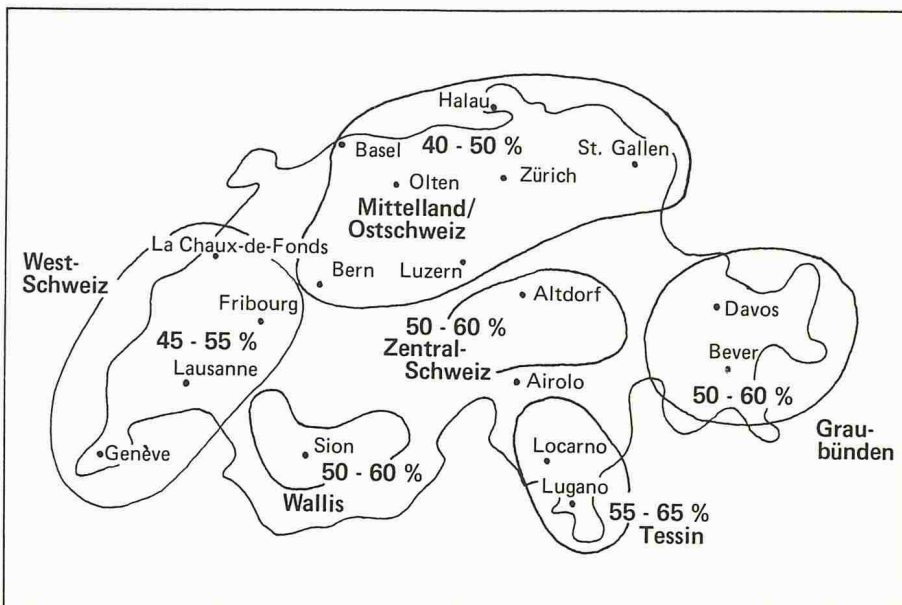 Halau
Basel
40 - 50 %
St. Gallen
Olten
Zürich
Mittelland/
Ostschweiz
La Chaux-de-Fonds
West-
Schweiz
Bern
Luzern
Fribourg
45 - 55 %
Lausanne
Genève
Altdorf
50 - 60 %
Zentral-
Schweiz
Airolo
Davos
Bever
50 - 60 %
Grau-
bünden
Sion
50 - 60 %
Wallis
Locarno
Lugano
55 - 65 %
Tessin